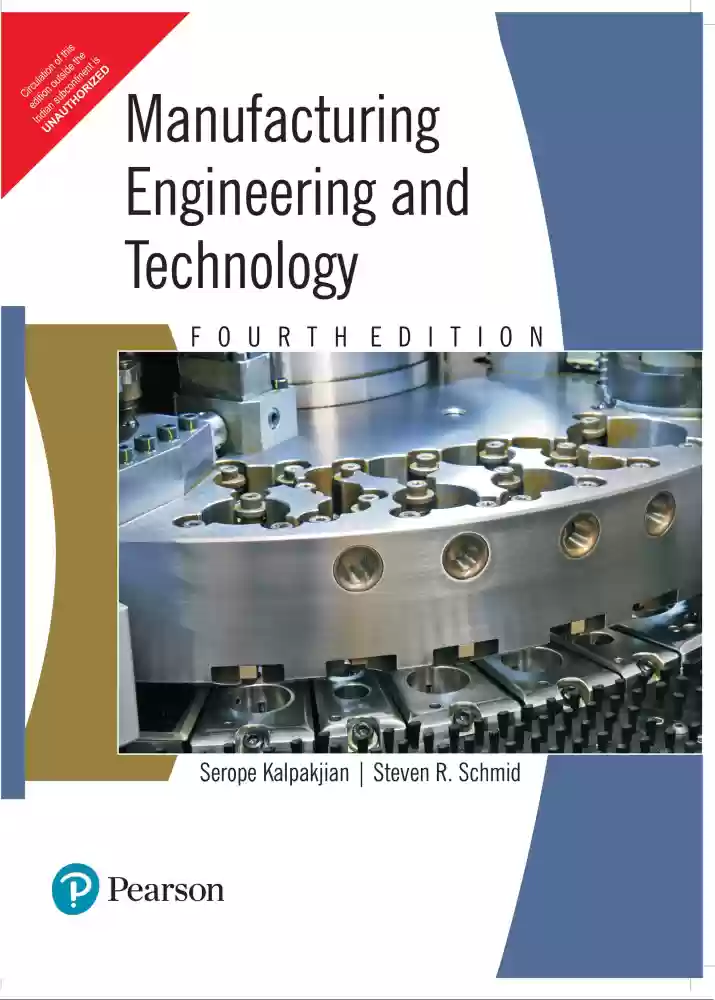 Circulation of this
edition outside the
Indian subcontinent is
UNAUTHORIZED
Manufacturing
Engineering and
Technology
FOURTH EDITION
Serope Kalpakjian | Steven R. Schmid
Pearson